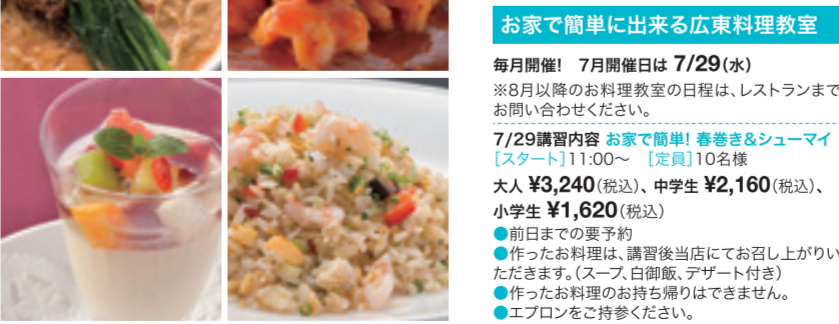 お家で簡単に出来る広東料理教室
毎月開催! 7月開催日は 7/29(水)
※8月以降のお料理教室の日程は、レストランまで
お問い合わせください。
7/29講習内容 お家で簡単! 春巻き&シューマイ
[スタート]11:00～ [定員]10名様
大人 ¥3,240(税込)、中学生 ¥2,160(税込)、
小学生 ¥1,620(税込)
●前日までの要予約
●作ったお料理は、講習後当店にてお召し上がりい
ただきます。(スープ、白御飯、デザート付き)
●作ったお料理のお持ち帰りはできません。
●エプロンをご持参ください。